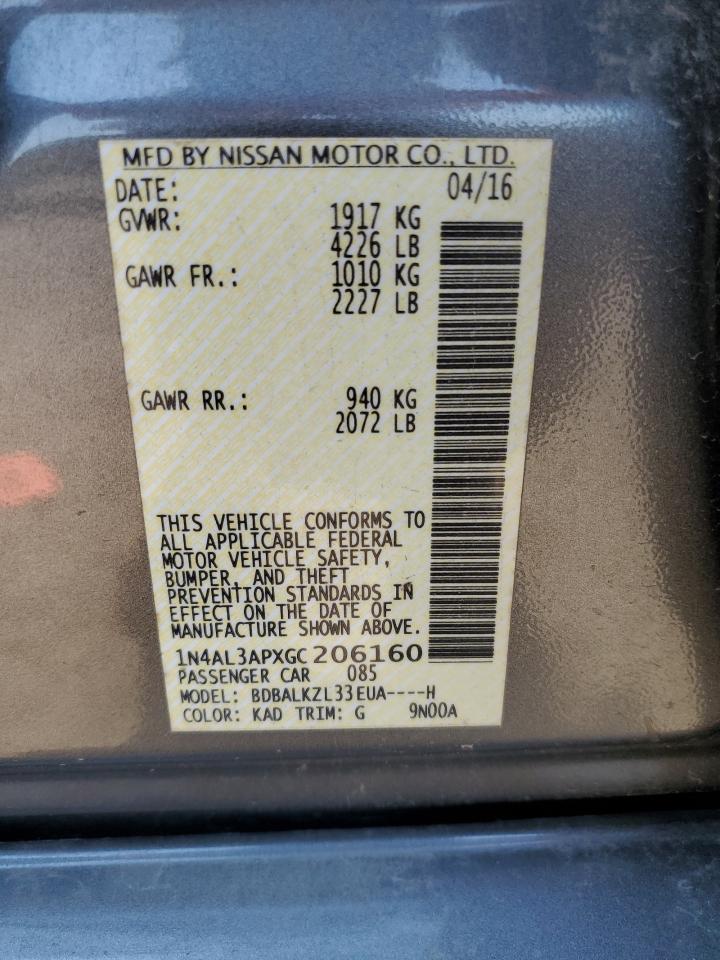 MFD BY NISSAN MOTOR CO., LTD.
DATE: 04/16
GVWR: 1917 KG
4226 LB
GAWR FR.: 1010 KG
2227 LB
GAWR RR.: 940 KG
2072 LB
THIS VEHICLE CONFORMS TO
ALL APPLICABLE FEDERAL
MOTOR VEHICLE SAFETY,
BUMPER, AND THEFT
PREVENTION STANDARDS IN
EFFECT ON THE DATE OF
MANUFACTURE SHOWN ABOVE.
1N4AL3APXGC206160
PASSENGER CAR 085
MODEL: BDBALKZL33EUA----H
COLOR: KAD TRIM: G 9N00A